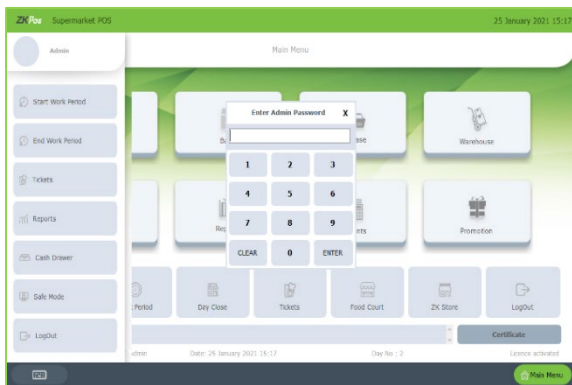 ZKPos Supermarket POS
25 January 2021 15:17
Admin
Main Menu
Start Work Period
End Work Period
Tickets
Reports
Cash Drawer
Safe Mode
LogOut
Enter Admin Password X
1 2 3
4 5 6
7 8 9
CLEAR 0 ENTER
Warehouse
Promotion
Period
Day Close
Tickets
Food Court
ZK Store
LogOut
Certificate
Date: 25 January 2021 15:17
Day No : 2
Licence activated
Main Menu